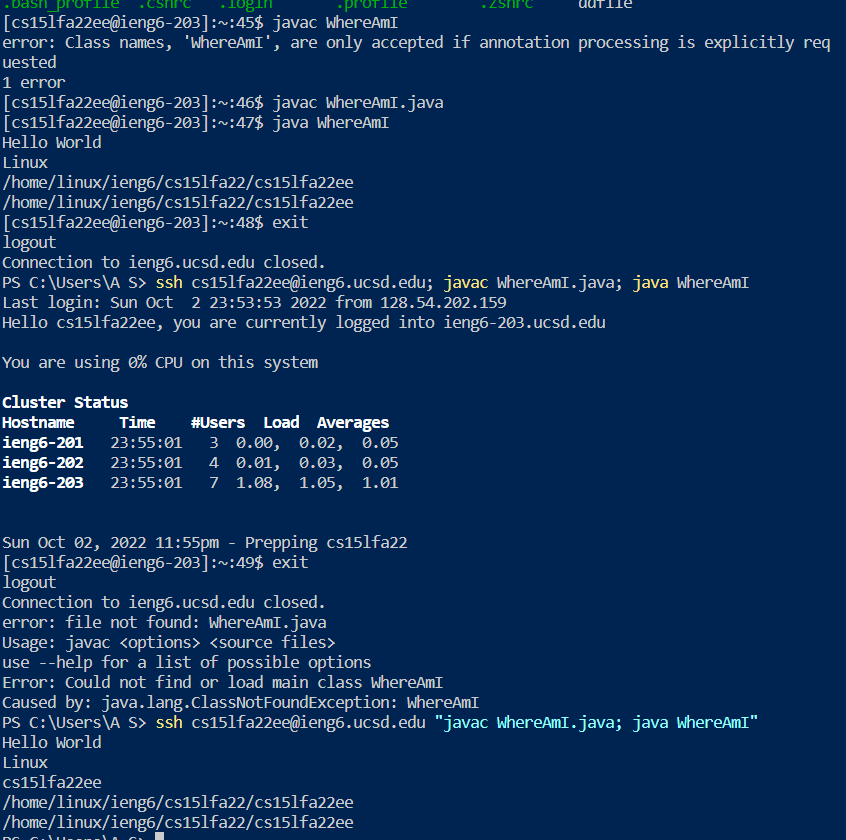 .bash_profile .cshrc .login .profile .zshrc ddfile
[cs15lfa22ee@ieng6-203]:~:45$ javac WhereAmI
error: Class names, 'WhereAmI', are only accepted if annotation processing is explicitly req
uested
1 error
[cs15lfa22ee@ieng6-203]:~:46$ javac WhereAmI.java
[cs15lfa22ee@ieng6-203]:~:47$ java WhereAmI
Hello World
Linux
/home/linux/ieng6/cs15lfa22/cs15lfa22ee
/home/linux/ieng6/cs15lfa22/cs15lfa22ee
[cs15lfa22ee@ieng6-203]:~:48$ exit
logout
Connection to ieng6.ucsd.edu closed.
PS C:\Users\A S> ssh cs15lfa22ee@ieng6.ucsd.edu; javac WhereAmI.java; java WhereAmI
Last login: Sun Oct  2 23:53:53 2022 from 128.54.202.159
Hello cs15lfa22ee, you are currently logged into ieng6-203.ucsd.edu
You are using 0% CPU on this system
Cluster Status
Hostname Time #Users Load Averages
ieng6-201 23:55:01 3 0.00, 0.02, 0.05
ieng6-202 23:55:01 4 0.01, 0.03, 0.05
ieng6-203 23:55:01 7 1.08, 1.05, 1.01
Sun Oct 02, 2022 11:55pm - Prepping cs15lfa22
[cs15lfa22ee@ieng6-203]:~:49$ exit
logout
Connection to ieng6.ucsd.edu closed.
error: file not found: WhereAmI.java
Usage: javac <options> <source files>
use --help for a list of possible options
Error: Could not find or load main class WhereAmI
Caused by: java.lang.ClassNotFoundException: WhereAmI
PS C:\Users\A S> ssh cs15lfa22ee@ieng6.ucsd.edu "javac WhereAmI.java; java WhereAmI"
Hello World
Linux
cs15lfa22ee
/home/linux/ieng6/cs15lfa22/cs15lfa22ee
/home/linux/ieng6/cs15lfa22/cs15lfa22ee
PS C:\Users\A S>